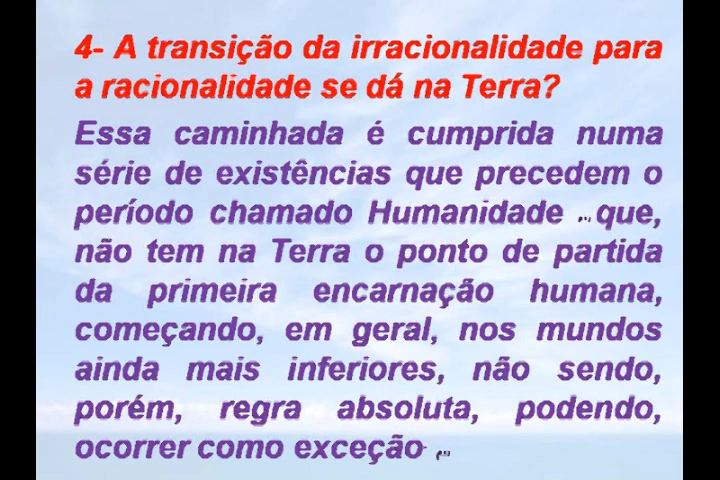 4- A transição da irracionalidade para
a racionalidade se dá na Terra?
Essa caminhada é cumprida numa
série de existências que precedem o
período chamado Humanidade que,
não tem na Terra o ponto de partida
da primeira encarnação humana,
começando, em geral, nos mundos
ainda mais inferiores, não sendo,
porém, regra absoluta, podendo,
ocorrer como exceção